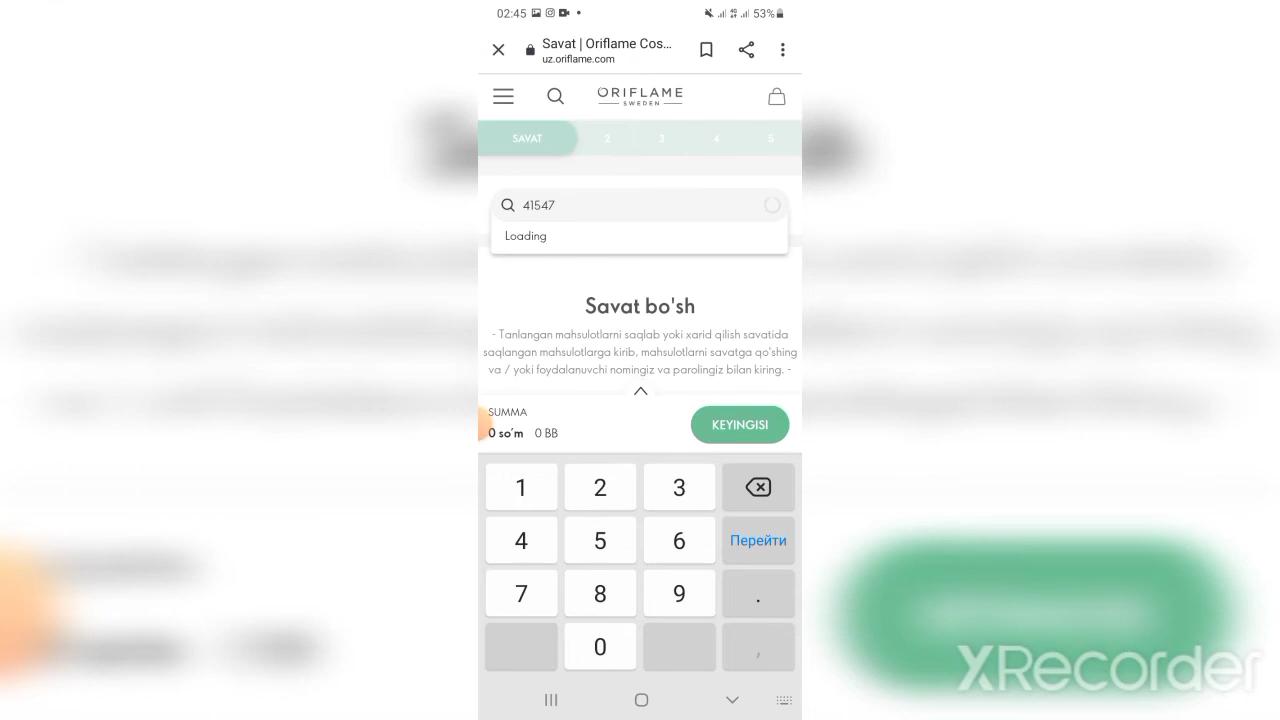 02:45
53%
Savat | Oriflame Cos...
uz.oriflame.com
ORIFLAME
SWEDEN
SAVAT 2 3 4 5
41547
Loading
Savat bo'sh
- Tanlangan mahsulotlarni saqlab yoki xarid qilish savatida
saqlangan mahsulotlarga kirib, mahsulotlarni savatga qo'shing
va / yoki foydalanuvchi nomingiz va parolingiz bilan kiring. -
SUMMA
0 so'm 0 BB
KEYINGISI
1 2 3
4 5 6 Перейти
7 8 9 .
0 ,
XRecorder